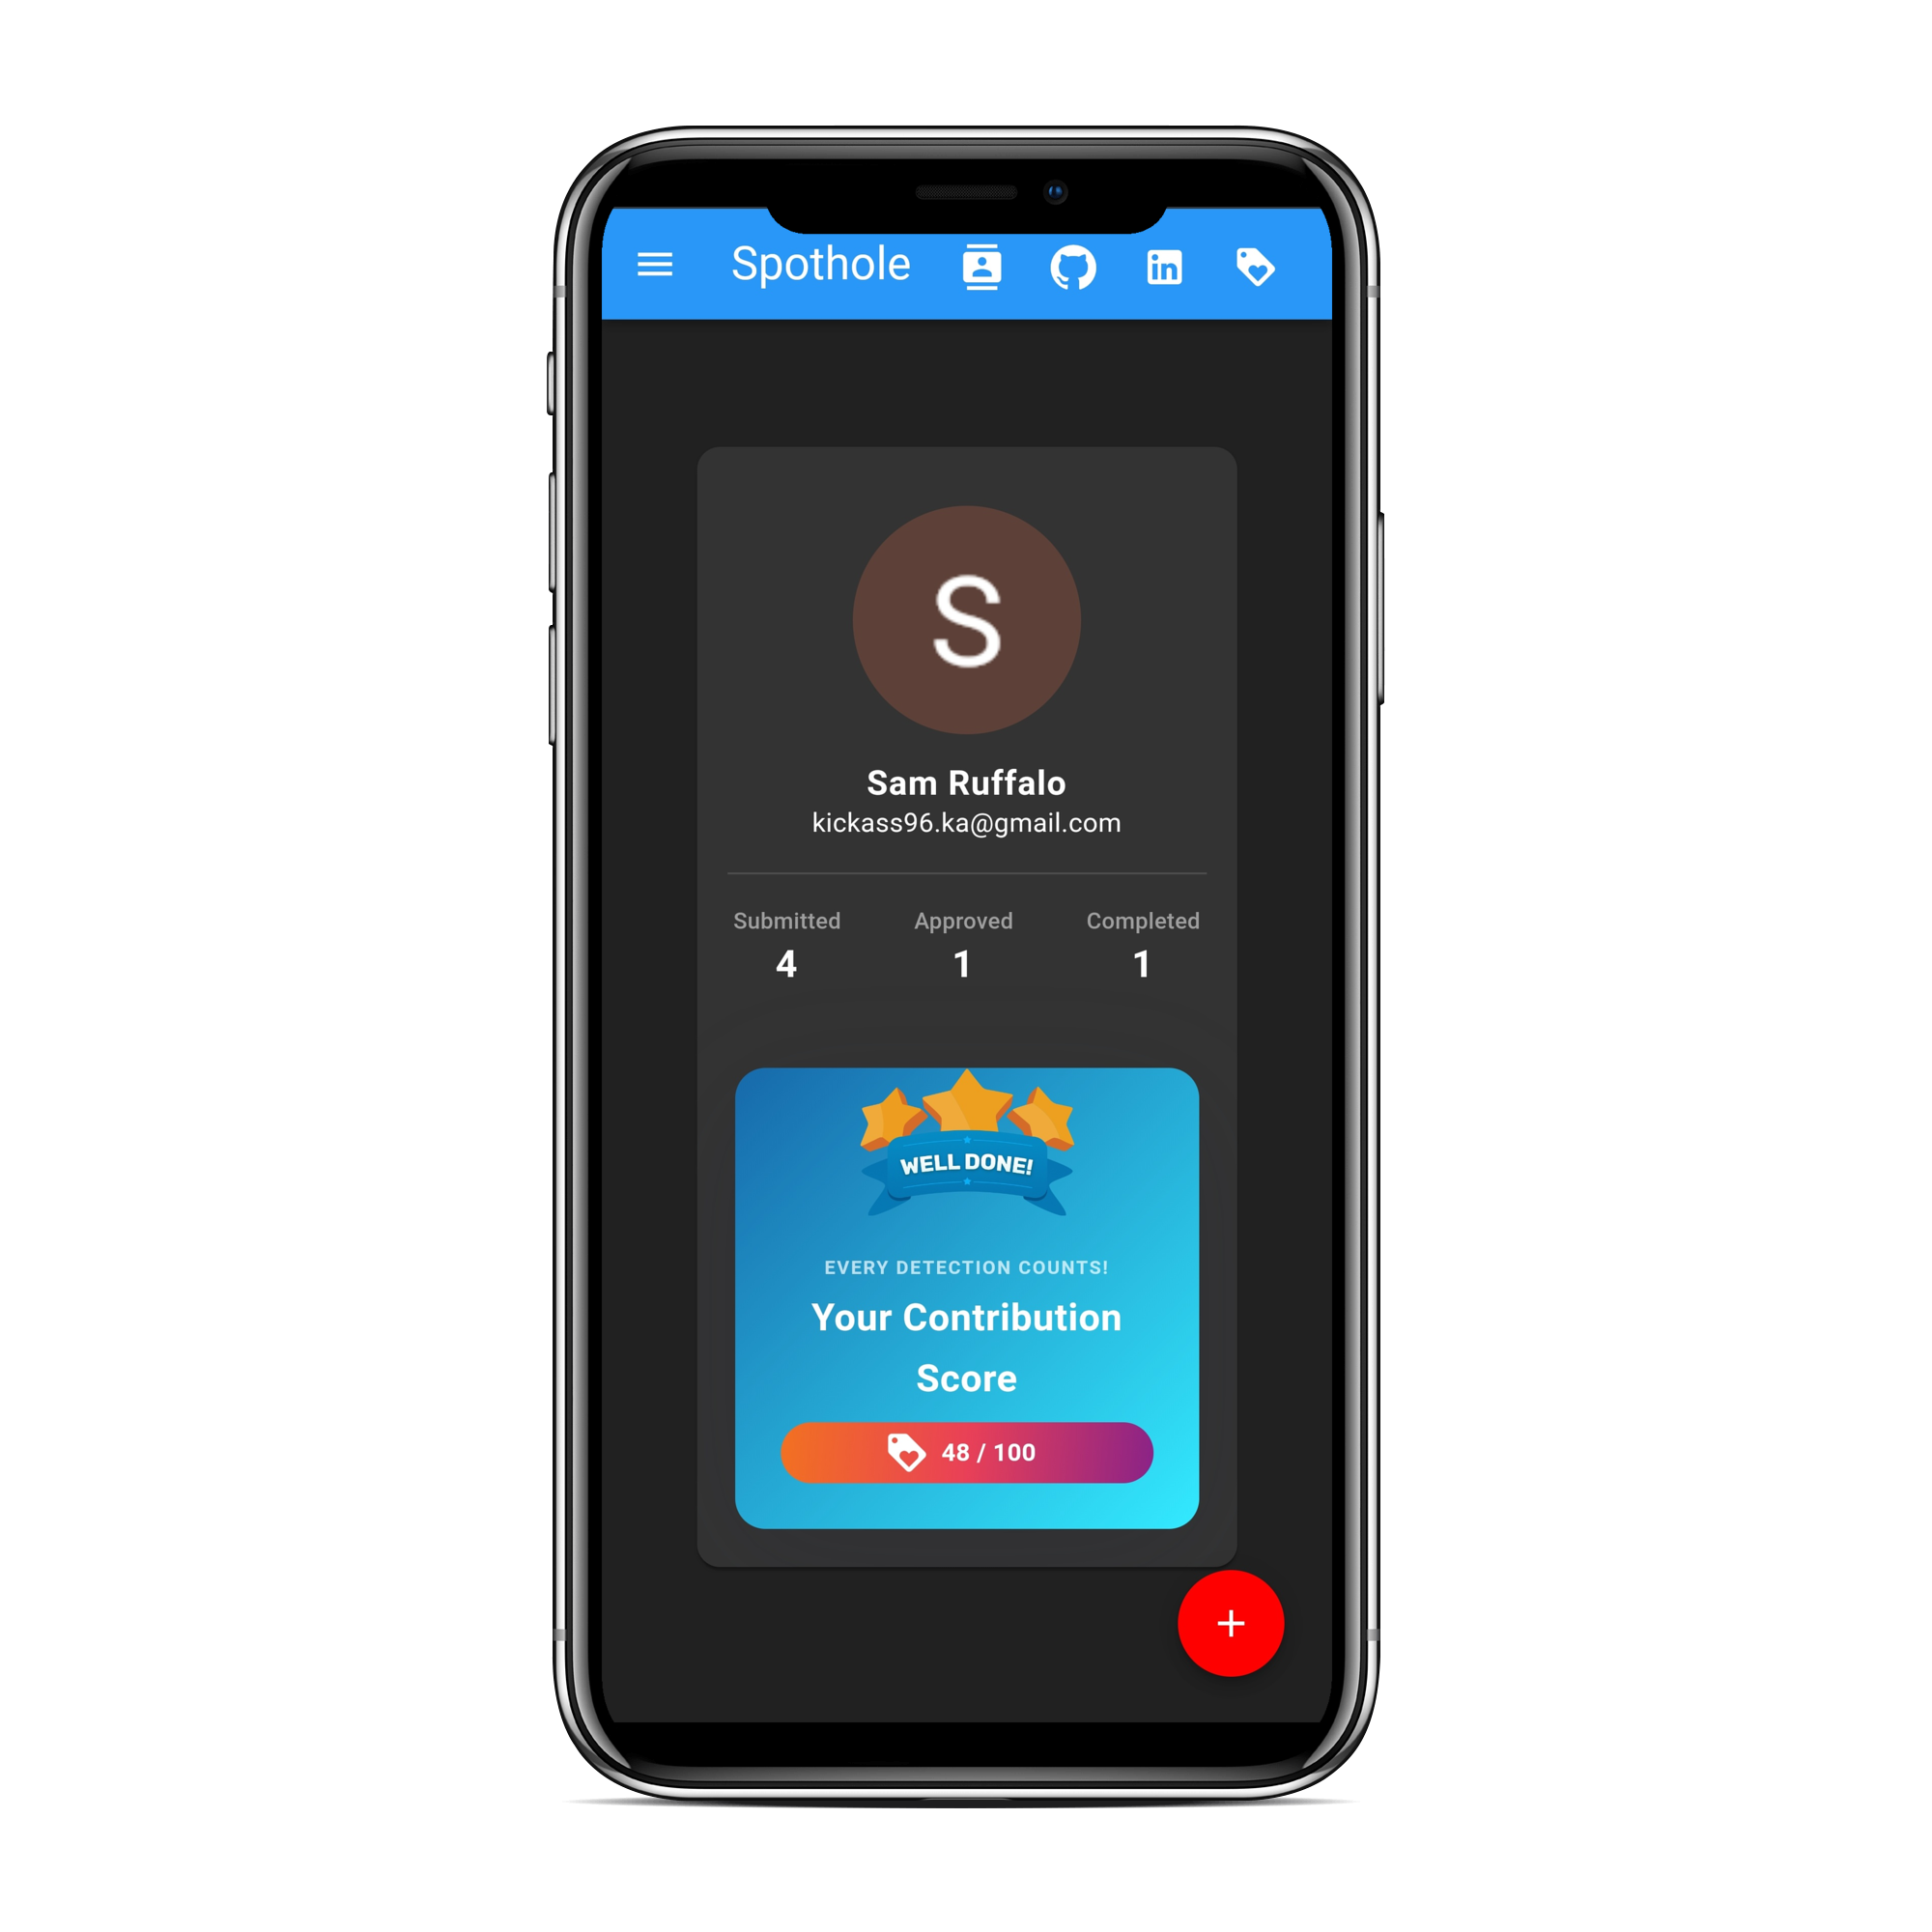 Spothole
in
S
Sam Ruffalo
kickass96.ka@gmail.com
Submitted Approved Completed
4 1 1
WELL DONE!
EVERY DETECTION COUNTS!
Your Contribution
Score
48 / 100
+